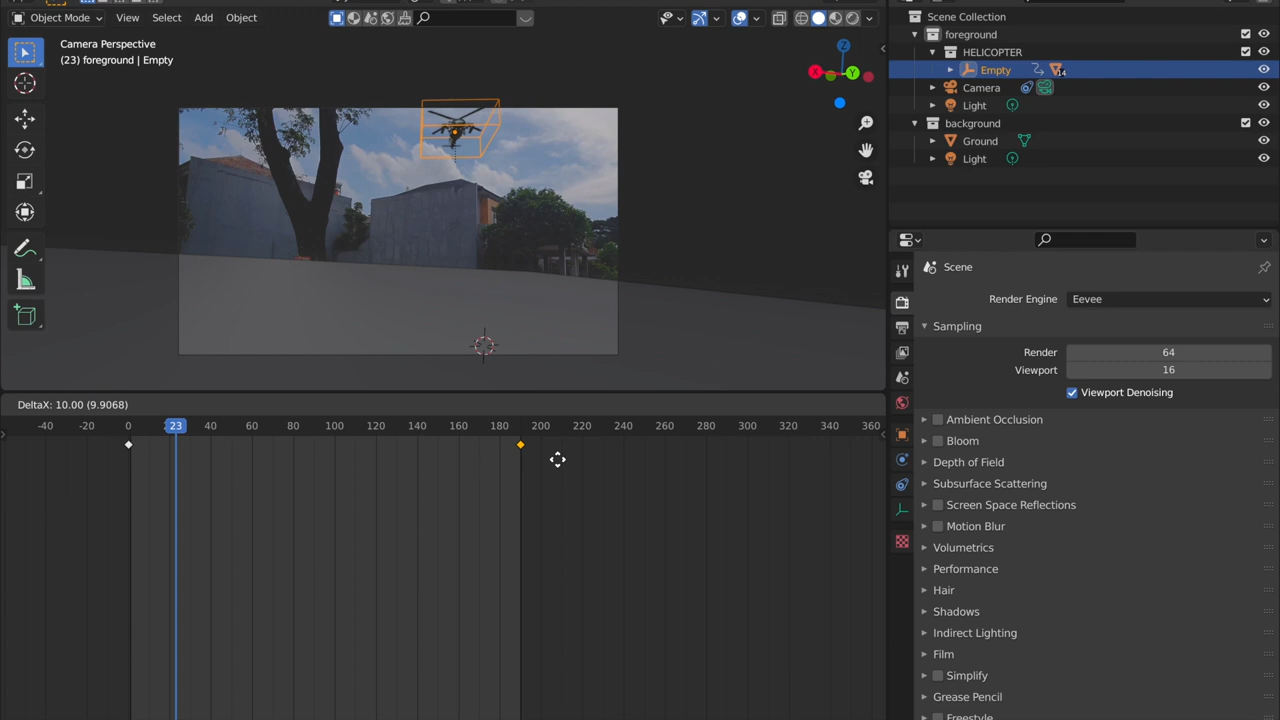 Object Mode
View
Select
Add
Object
Camera Perspective
(23) foreground | Empty
X
Y
Z
DeltaX: 10.00 (9.9068)
-40
-20
0
23
40
60
80
100
120
140
160
180
200
220
240
260
280
300
320
340
360
Scene Collection
foreground
HELICOPTER
Empty
14
Camera
Light
background
Ground
Light
Scene
Render Engine
Eevee
Sampling
Render
64
Viewport
16
Viewport Denoising
Ambient Occlusion
Bloom
Depth of Field
Subsurface Scattering
Screen Space Reflections
Motion Blur
Volumetrics
Performance
Hair
Shadows
Indirect Lighting
Film
Simplify
Grease Pencil
Freestyle